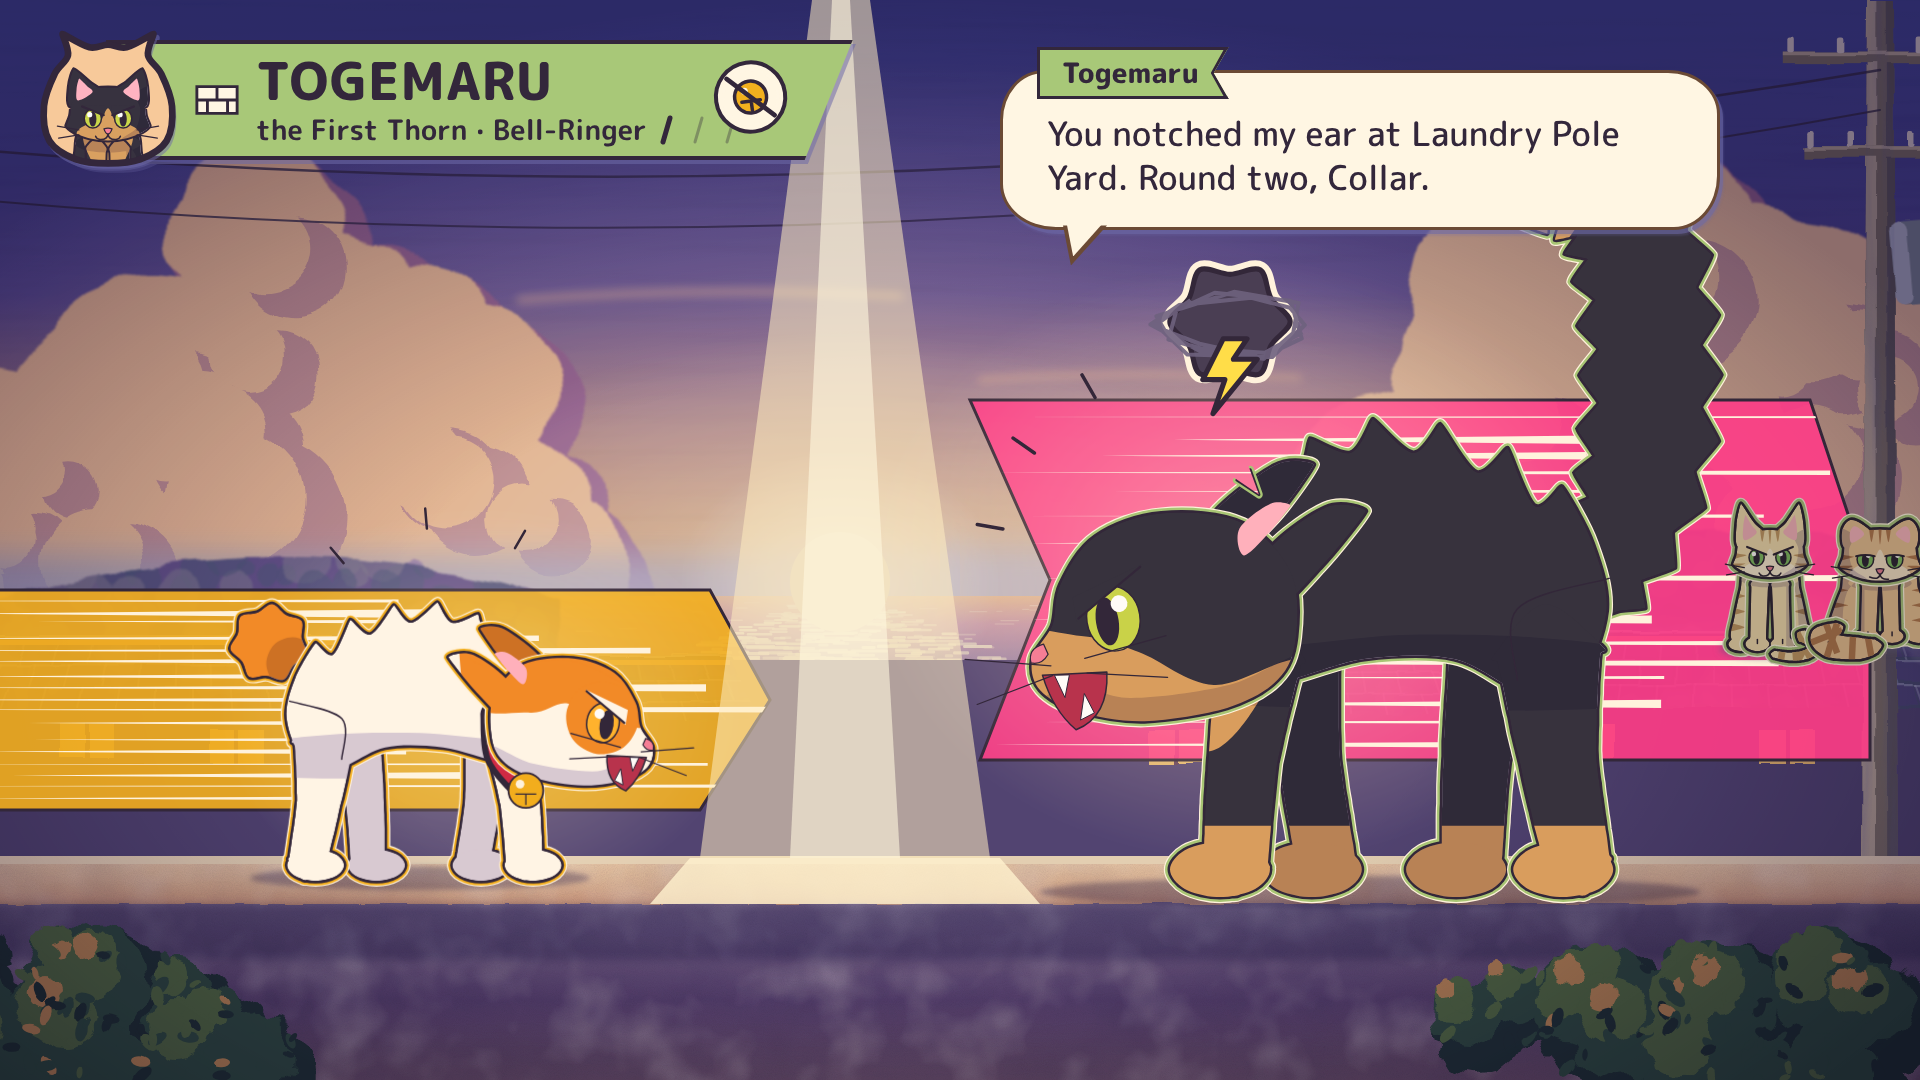 TOGEMARU
the First Thorn · Bell-Ringer
Togemaru
You notched my ear at Laundry Pole
Yard. Round two, Collar.